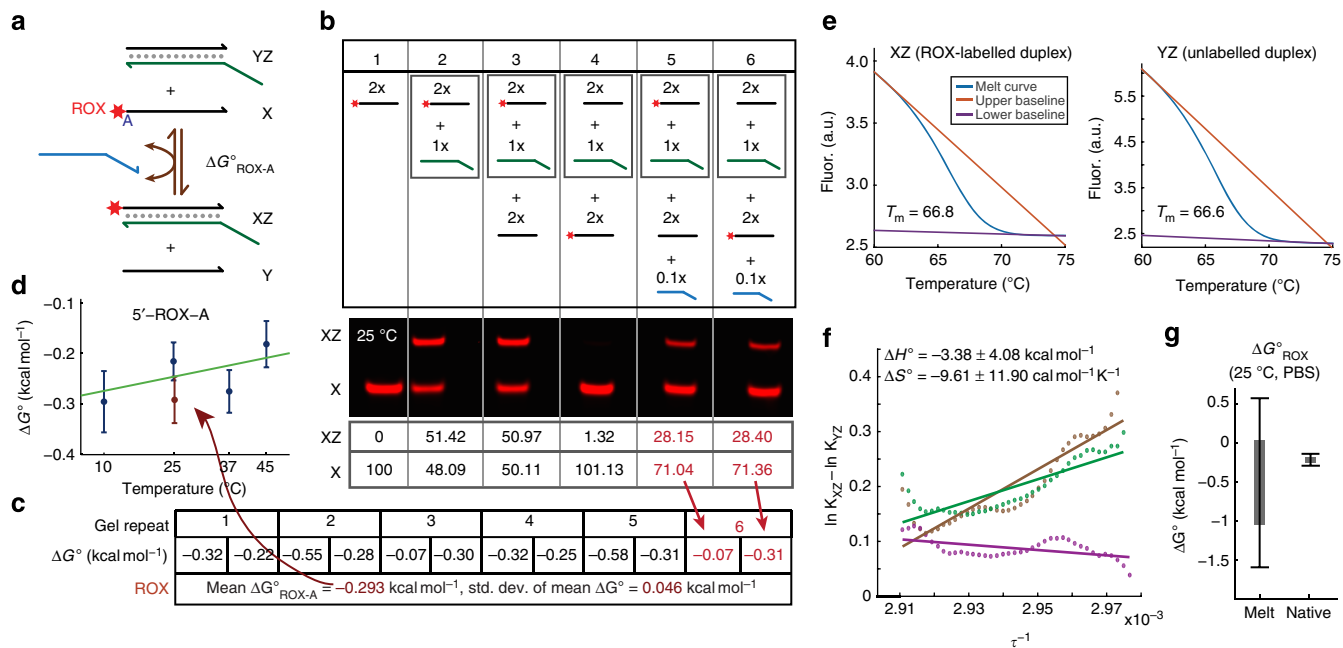 a
YZ
+
ROX
A
X
ΔG°ROX-A
XZ
+
Y
b
1 2 3 4 5 6
2x 2x 2x 2x 2x 2x
+ + + + +
1x 1x 1x 1x 1x
+ + + +
2x 2x 2x 2x
+ +
0.1x 0.1x
XZ
25 °C
X
XZ 0 51.42 50.97 1.32 28.15 28.40
X 100 48.09 50.11 101.13 71.04 71.36
d
5′–ROX–A
ΔG° (kcal mol–1)
–0.1
–0.2
–0.3
–0.4
10 25 37 45
Temperature (°C)
c
Gel repeat 1 2 3 4 5 6
ΔG° (kcal mol–1) –0.32 –0.22 –0.55 –0.28 –0.07 –0.30 –0.32 –0.25 –0.58 –0.31 –0.07 –0.31
ROX Mean ΔG°ROX-A = –0.293 kcal mol–1, std. dev. of mean ΔG° = 0.046 kcal mol–1
e
XZ (ROX-labelled duplex)
Fluor. (a.u.)
4.0
3.5
3.0
2.5
Melt curve
Upper baseline
Lower baseline
Tm = 66.8
60 65 70 75
Temperature (°C)
YZ (unlabelled duplex)
Fluor. (a.u.)
5.5
4.5
3.5
2.5
Tm = 66.6
60 65 70 75
Temperature (°C)
f
ΔH° = –3.38 ± 4.08 kcal mol–1
ΔS° = –9.61 ± 11.90 cal mol–1 K–1
ln KXZ – ln KYZ
0.4
0.3
0.2
0.1
0
2.91 2.93 2.95 2.97
x10–3
τ–1
g
ΔG°ROX
(25 °C, PBS)
ΔG° (kcal mol–1)
0.5
0
–0.5
–1
–1.5
Melt Native